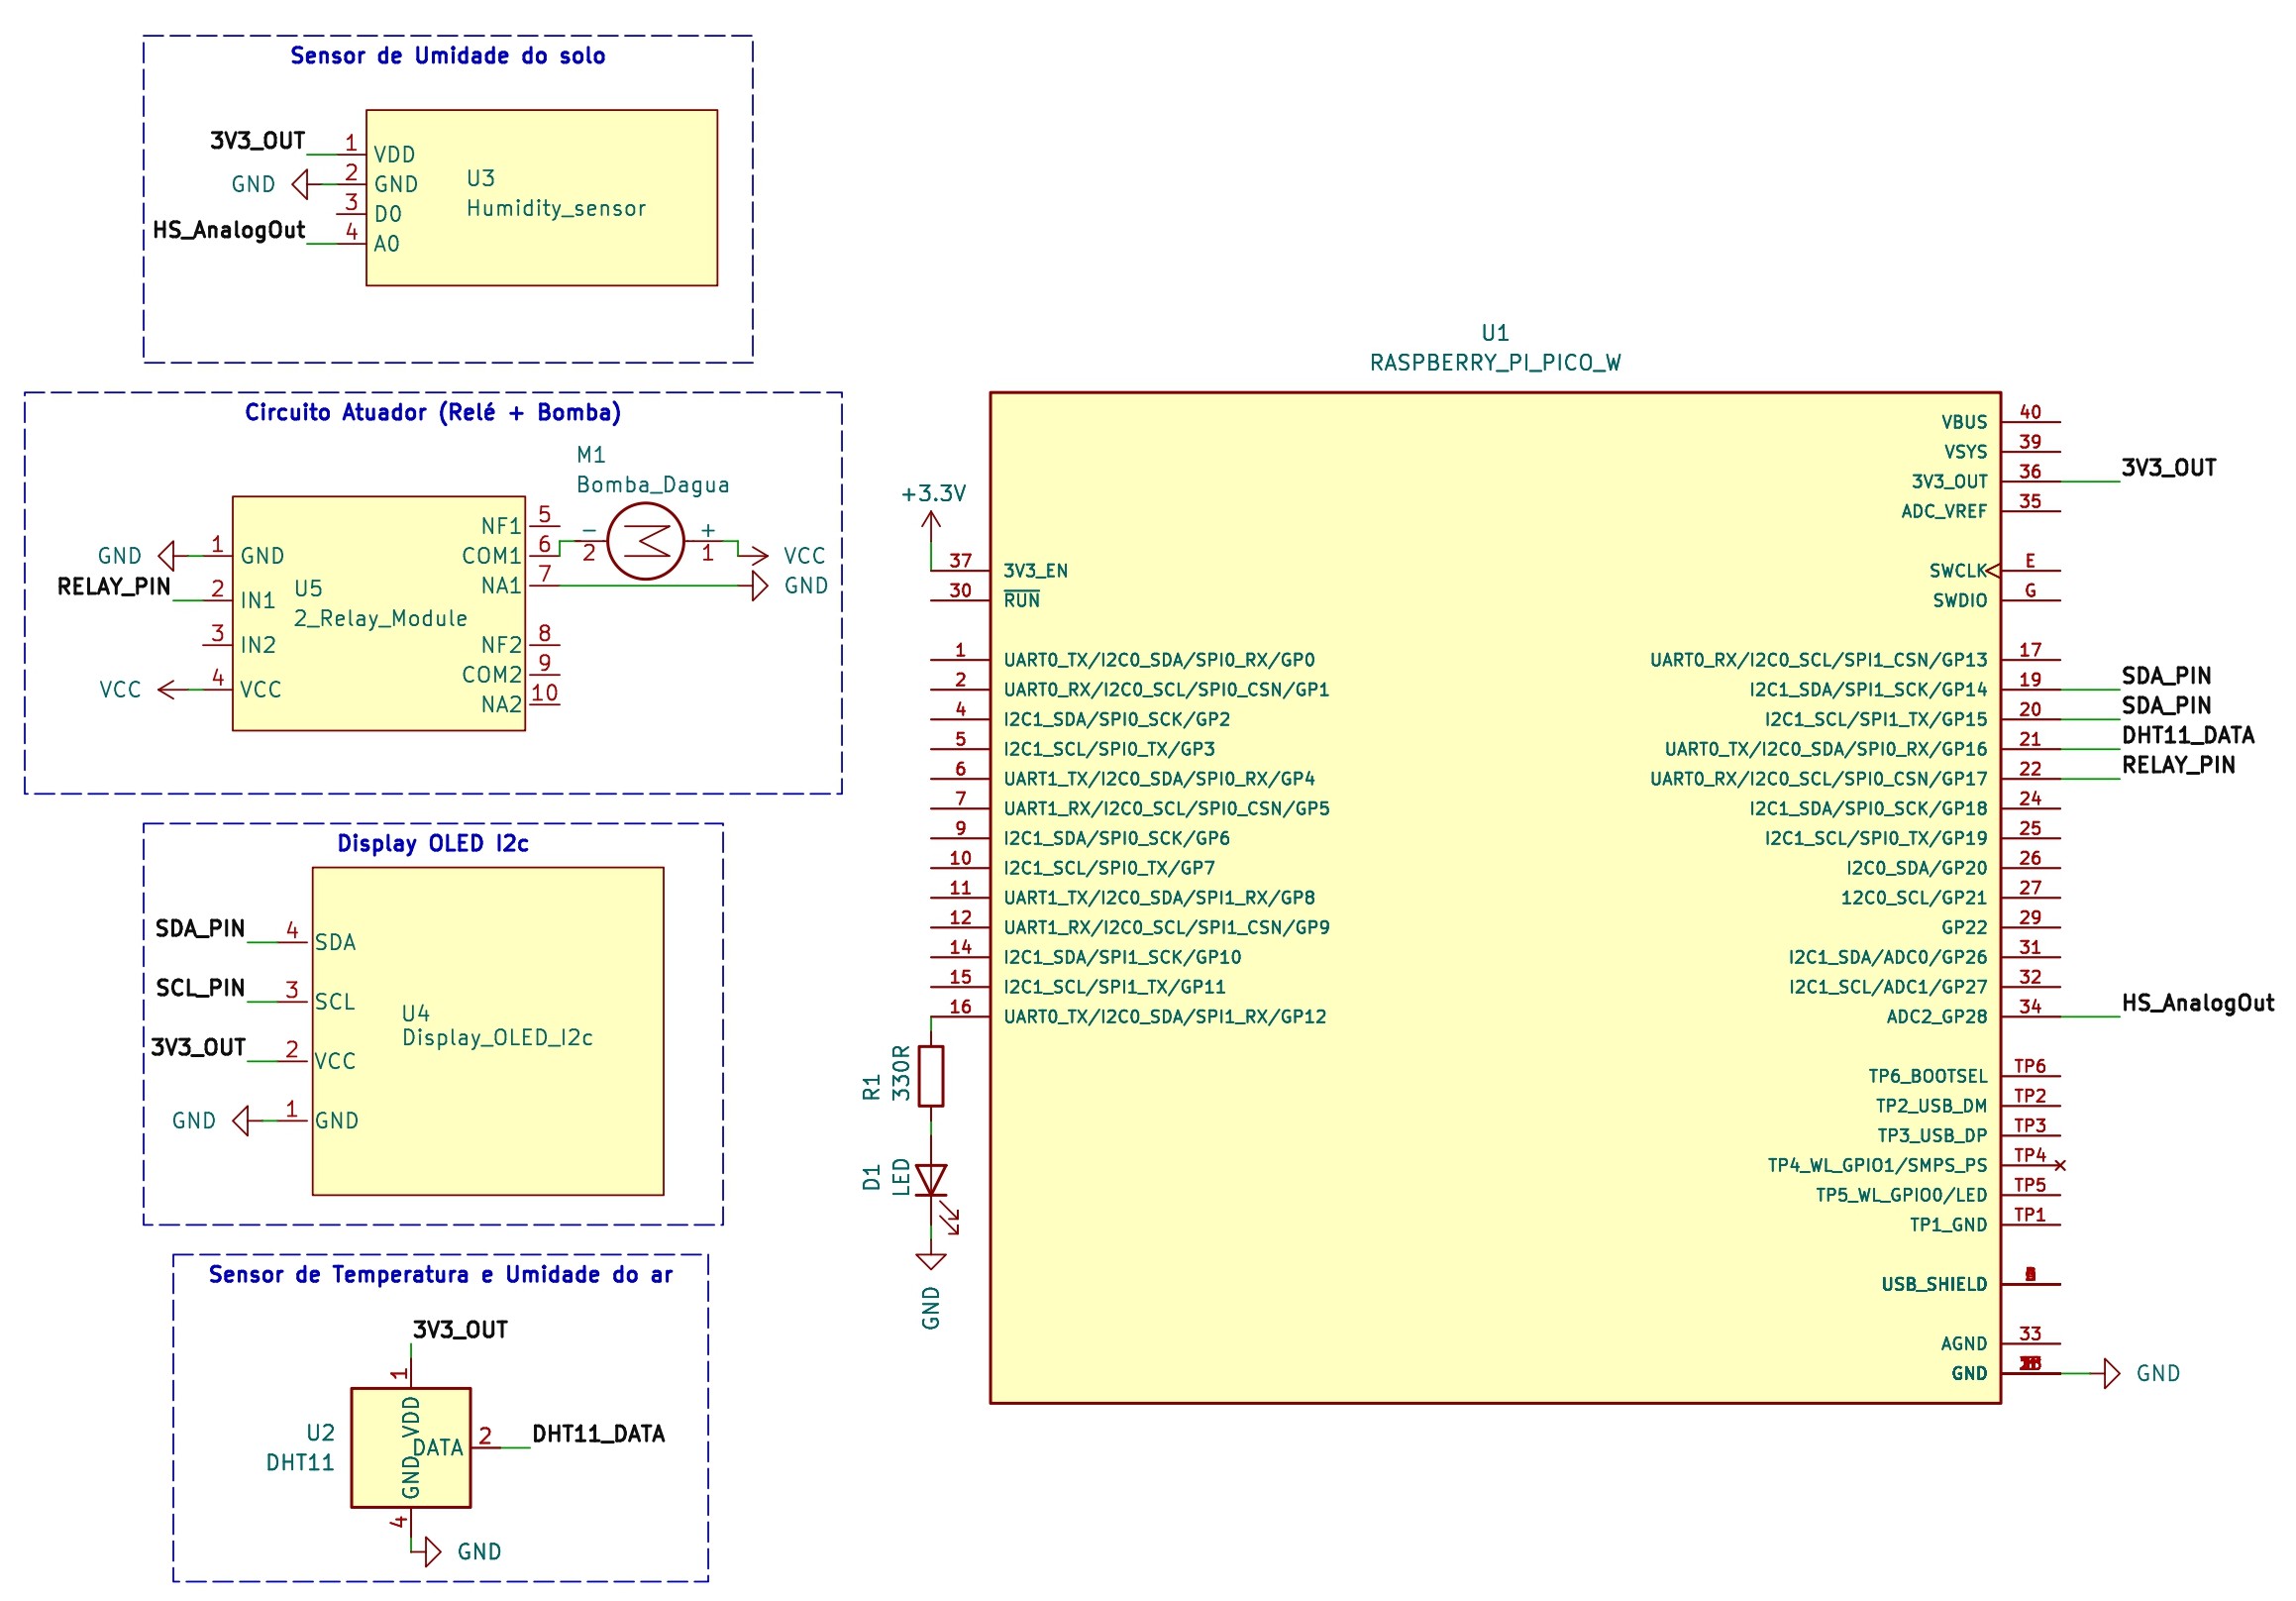 Sensor de Umidade do solo
3V3_OUT
1
VDD
GND
2
GND
3
D0
HS_AnalogOut
4
A0
U3
Humidity_sensor
Circuito Atuador (Relé + Bomba)
M1
Bomba_Dagua
GND
1
GND
RELAY_PIN
2
IN1
3
IN2
VCC
4
VCC
U5
2_Relay_Module
NF1
5
COM1
6
NA1
7
NF2
8
COM2
9
NA2
10
-
2
+
1
VCC
GND
Display OLED I2c
SDA_PIN
4
SDA
SCL_PIN
3
SCL
3V3_OUT
2
VCC
GND
1
GND
U4
Display_OLED_I2c
Sensor de Temperatura e Umidade do ar
3V3_OUT
1
VDD
U2
DHT11
DATA
2
DHT11_DATA
GND
4
GND
U1
RASPBERRY_PI_PICO_W
+3.3V
37
3V3_EN
30
RUN
1
UART0_TX/I2C0_SDA/SPI0_RX/GP0
2
UART0_RX/I2C0_SCL/SPI0_CSN/GP1
4
I2C1_SDA/SPI0_SCK/GP2
5
I2C1_SCL/SPI0_TX/GP3
6
UART1_TX/I2C0_SDA/SPI0_RX/GP4
7
UART1_RX/I2C0_SCL/SPI0_CSN/GP5
9
I2C1_SDA/SPI0_SCK/GP6
10
I2C1_SCL/SPI0_TX/GP7
11
UART1_TX/I2C0_SDA/SPI1_RX/GP8
12
UART1_RX/I2C0_SCL/SPI1_CSN/GP9
14
I2C1_SDA/SPI1_SCK/GP10
15
I2C1_SCL/SPI1_TX/GP11
16
UART0_TX/I2C0_SDA/SPI1_RX/GP12
R1
330R
D1
LED
GND
VBUS
40
VSYS
39
3V3_OUT
36
3V3_OUT
ADC_VREF
35
SWCLK
E
SWDIO
G
UART0_RX/I2C0_SCL/SPI1_CSN/GP13
17
I2C1_SDA/SPI1_SCK/GP14
19
SDA_PIN
I2C1_SCL/SPI1_TX/GP15
20
SDA_PIN
UART0_TX/I2C0_SDA/SPI0_RX/GP16
21
DHT11_DATA
UART0_RX/I2C0_SCL/SPI0_CSN/GP17
22
RELAY_PIN
I2C1_SDA/SPI0_SCK/GP18
24
I2C1_SCL/SPI0_TX/GP19
25
I2C0_SDA/GP20
26
12C0_SCL/GP21
27
GP22
29
I2C1_SDA/ADC0/GP26
31
I2C1_SCL/ADC1/GP27
32
ADC2_GP28
34
HS_AnalogOut
TP6_BOOTSEL
TP6
TP2_USB_DM
TP2
TP3_USB_DP
TP3
TP4_WL_GPIO1/SMPS_PS
TP4
TP5_WL_GPIO0/LED
TP5
TP1_GND
TP1
USB_SHIELD
AGND
33
GND
GND